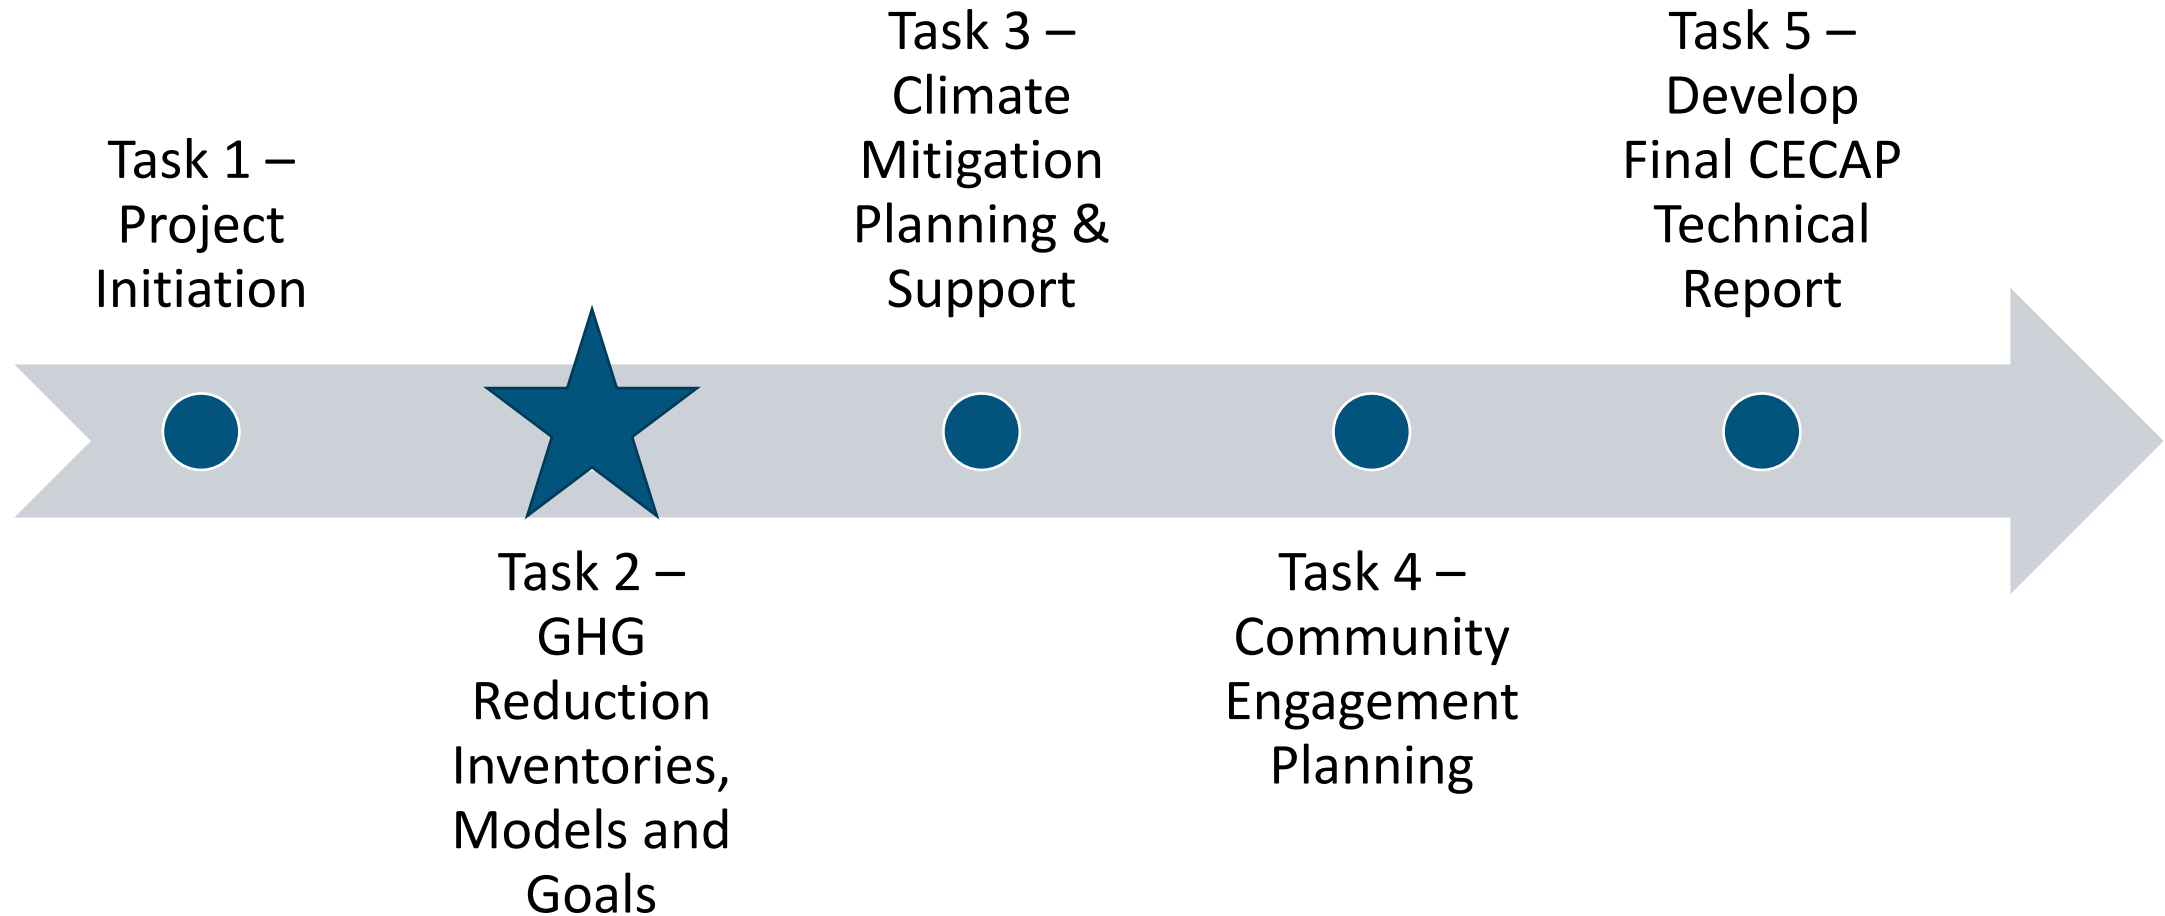 Task 1 –
Project
Initiation
Task 2 –
GHG
Reduction
Inventories,
Models and
Goals
Task 3 –
Climate
Mitigation
Planning &
Support
Task 4 –
Community
Engagement
Planning
Task 5 –
Develop
Final CECAP
Technical
Report